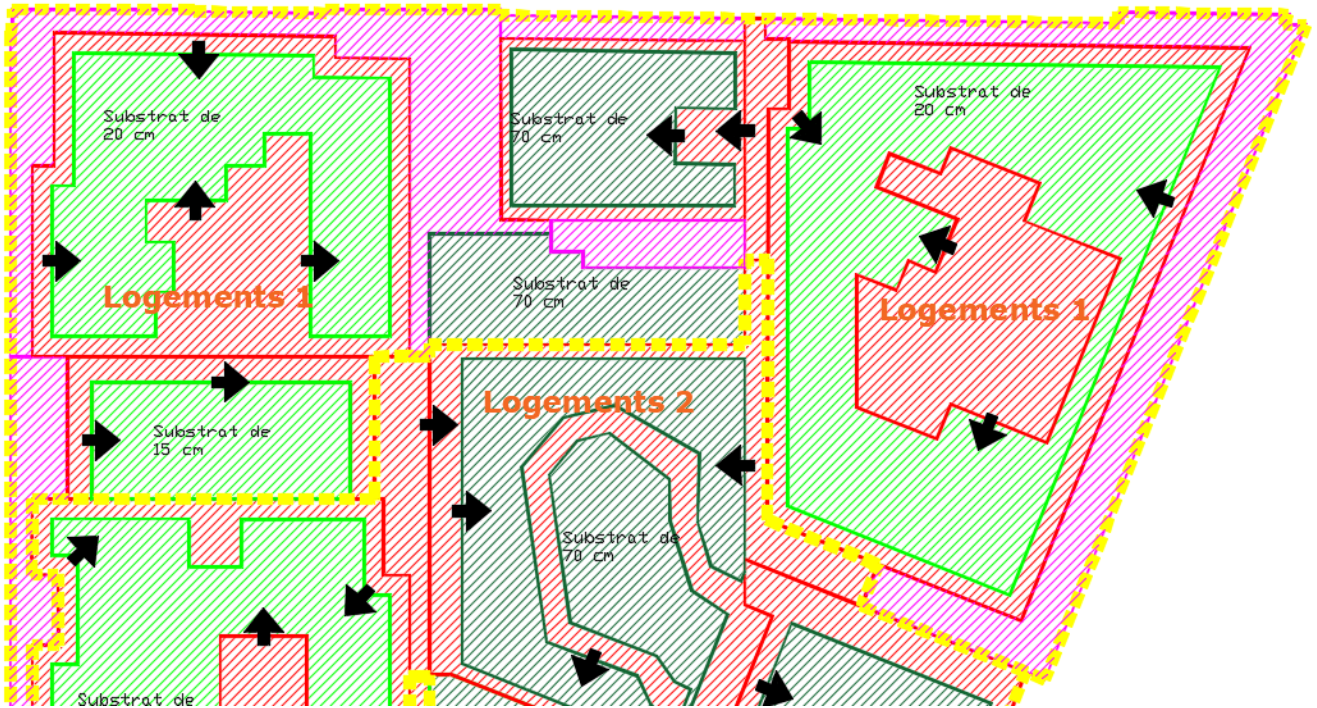 Substrat de
20 cm
Substrat de
70 cm
Substrat de
20 cm
Logements 1
Substrat de
70 cm
Logements 1
Logements 2
Substrat de
15 cm
Substrat de
70 cm
Substrat de